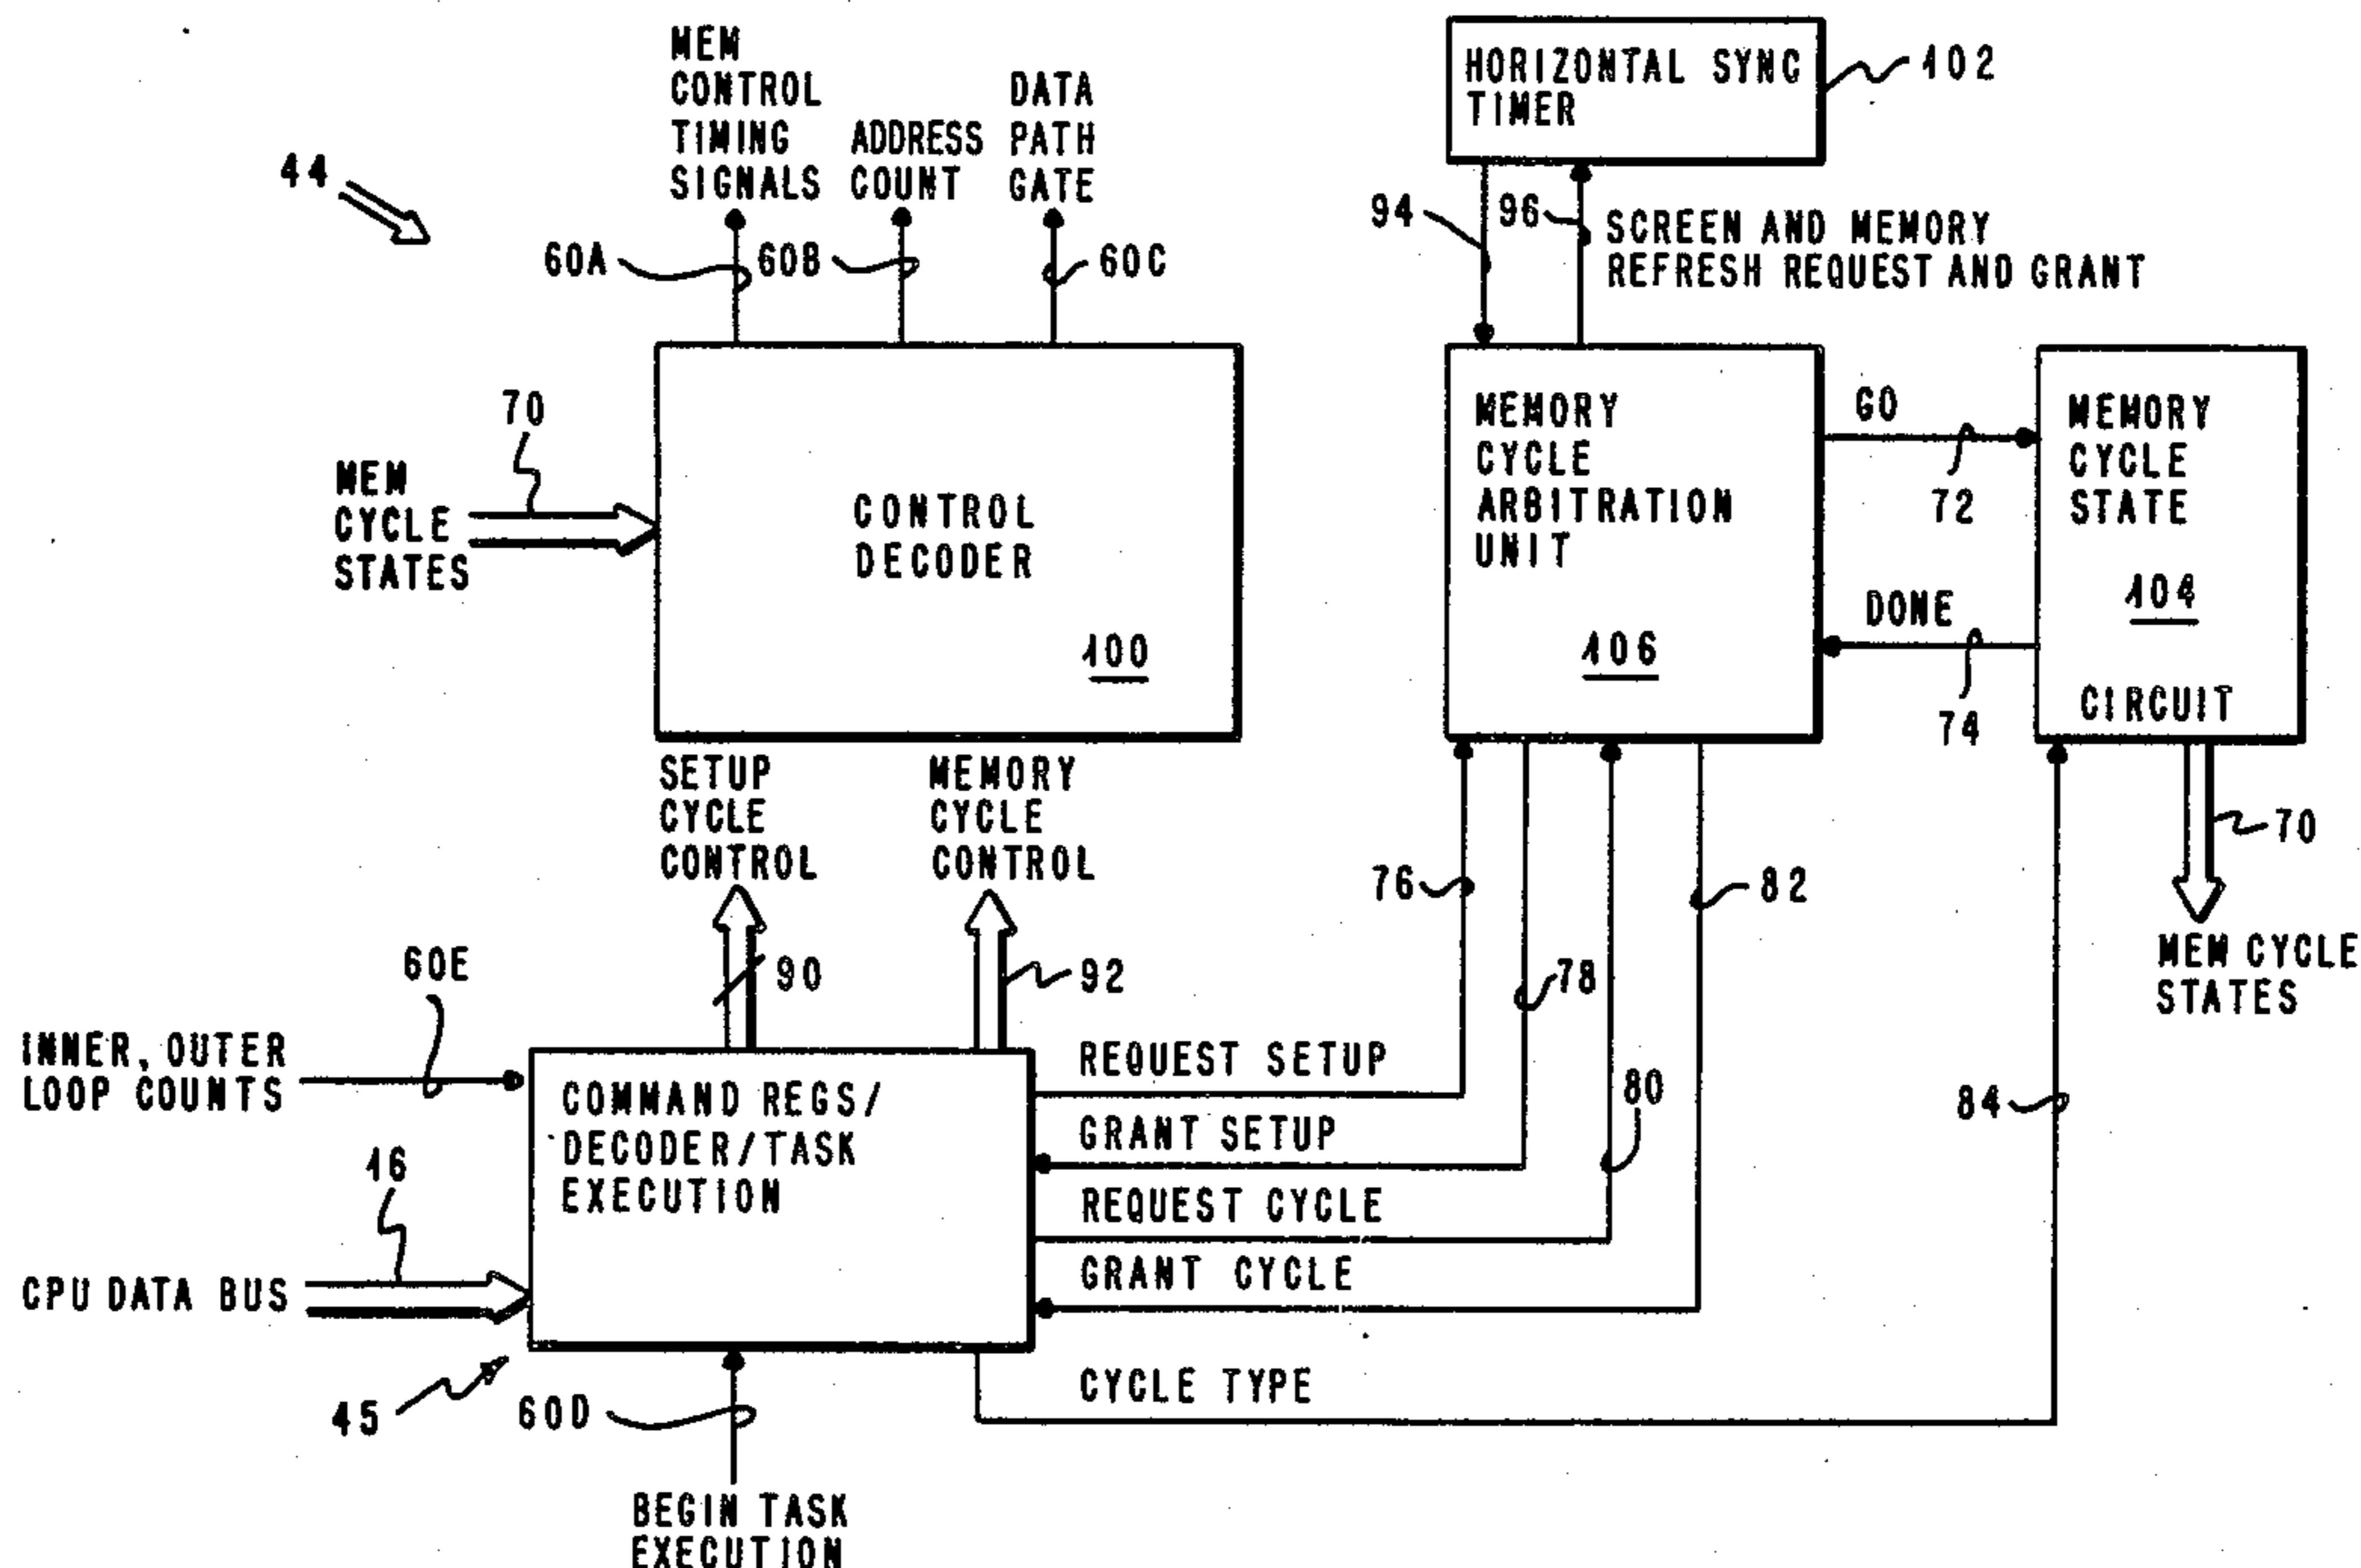 MEM
CONTROL
TIMING
SIGNALS
ADDRESS
COUNT
DATA
PATH
GATE
HORIZONTAL SYNC
TIMER
102
44
60A
60B
60C
94
96
SCREEN AND MEMORY
REFRESH REQUEST AND GRANT
70
MEM
CYCLE
STATES
CONTROL
DECODER
100
MEMORY
CYCLE
ARBITRATION
UNIT
106
GO
72
DONE
74
MEMORY
CYCLE
STATE
104
CIRCUIT
SETUP
CYCLE
CONTROL
MEMORY
CYCLE
CONTROL
76
82
70
MEM CYCLE
STATES
60E
90
92
78
INNER, OUTER
LOOP COUNTS
COMMAND REGS/
DECODER/TASK
EXECUTION
REQUEST SETUP
80
84
GRANT SETUP
16
REQUEST CYCLE
GRANT CYCLE
CPU DATA BUS
CYCLE TYPE
45
60D
BEGIN TASK
EXECUTION